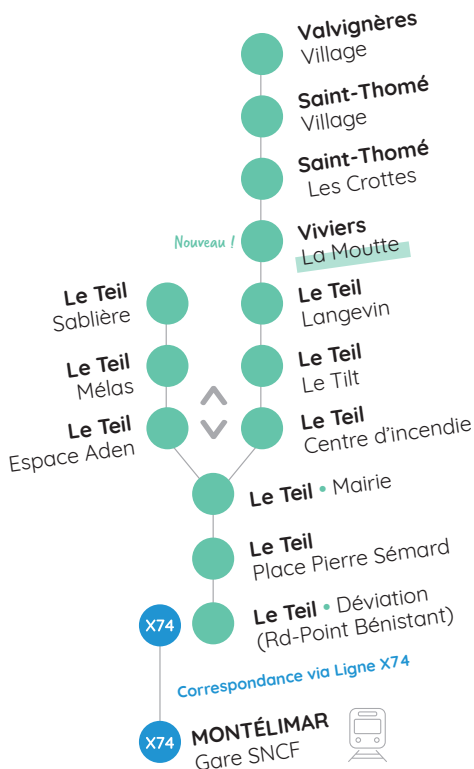 Valvignères
Village
Saint-Thomé
Village
Saint-Thomé
Les Crottes
Nouveau !
Viviers
La Moutte
Le Teil
Sablière
Le Teil
Langevin
Le Teil
Mélas
Le Teil
Le Tilt
Le Teil
Espace Aden
Le Teil
Centre d'incendie
Le Teil • Mairie
Le Teil
Place Pierre Sémard
X74
Le Teil • Déviation
(Rd-Point Bénistant)
Correspondance via Ligne X74
X74
MONTÉLIMAR
Gare SNCF